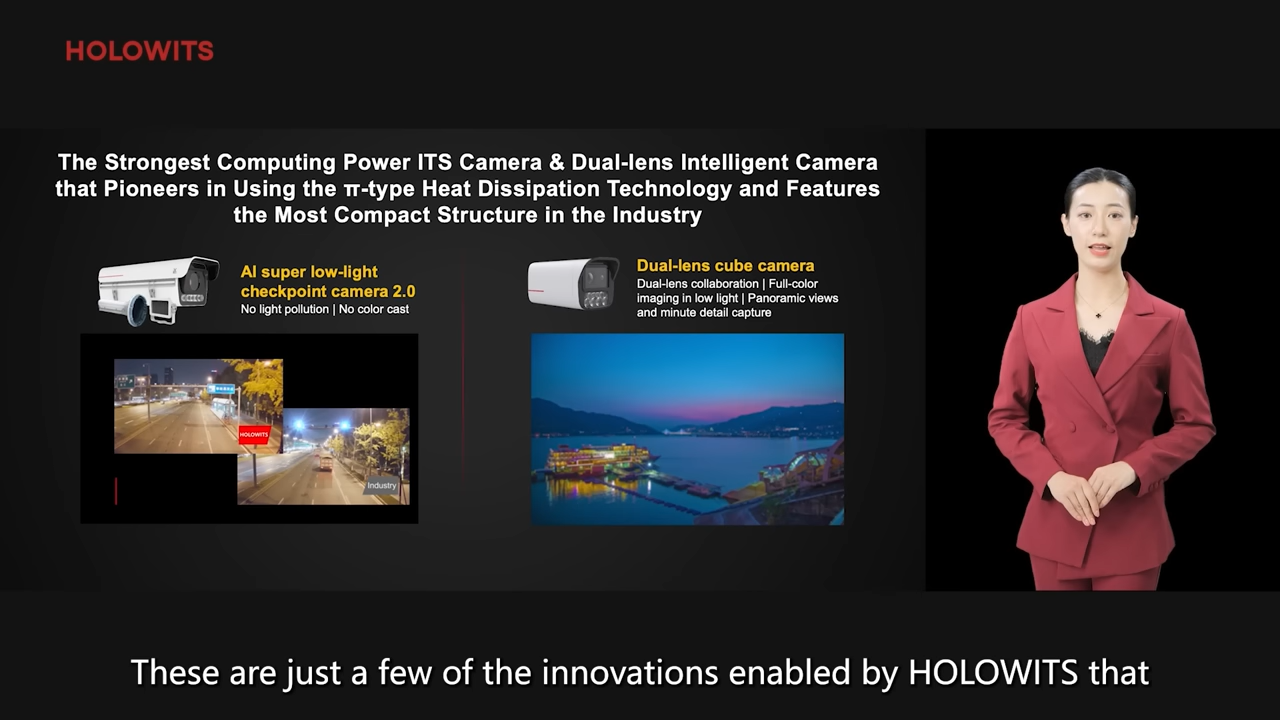 HOLOWITS
The Strongest Computing Power ITS Camera & Dual-lens Intelligent Camera
that Pioneers in Using the π-type Heat Dissipation Technology and Features
the Most Compact Structure in the Industry
AI super low-light
checkpoint camera 2.0
No light pollution | No color cast
Dual-lens cube camera
Dual-lens collaboration | Full-color
imaging in low light | Panoramic views
and minute detail capture
HOLOWITS
Industry
These are just a few of the innovations enabled by HOLOWITS that